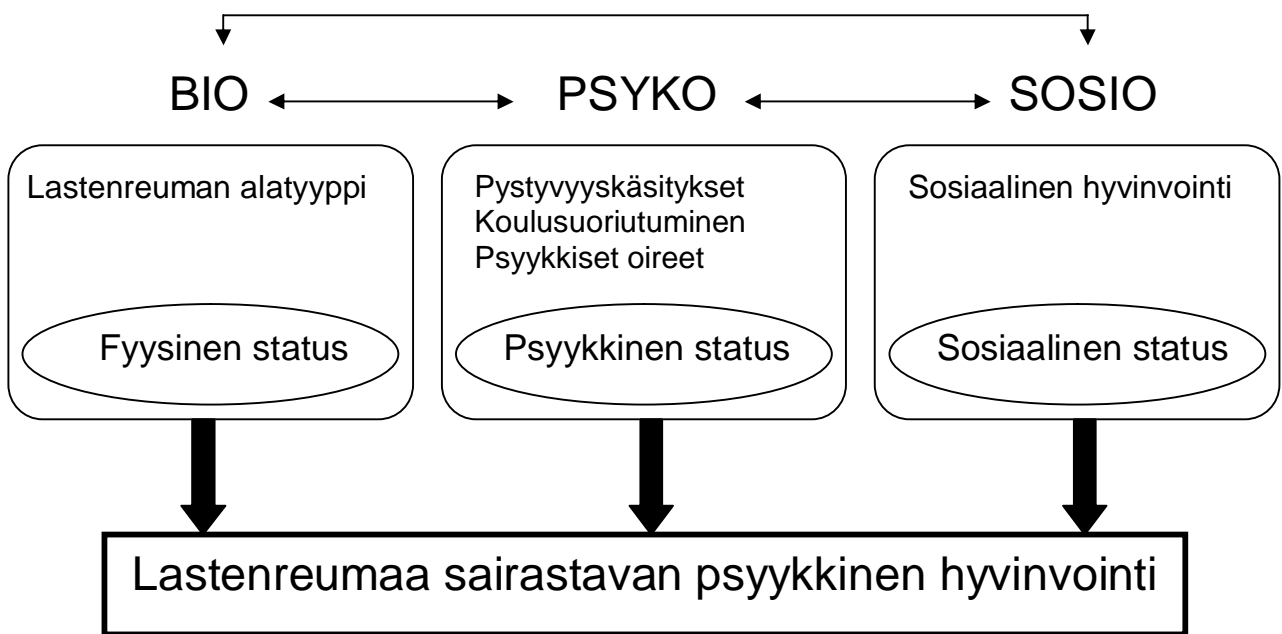 BIO PSYKO SOSIO
Lastenreuman alatyyppi
Fyysinen status
Pystyvyyskäsitykset
Koulusuoriutuminen
Psyykkiset oireet
Psyykkinen status
Sosiaalinen hyvinvointi
Sosiaalinen status
Lastenreumaa sairastavan psyykkinen hyvinvointi